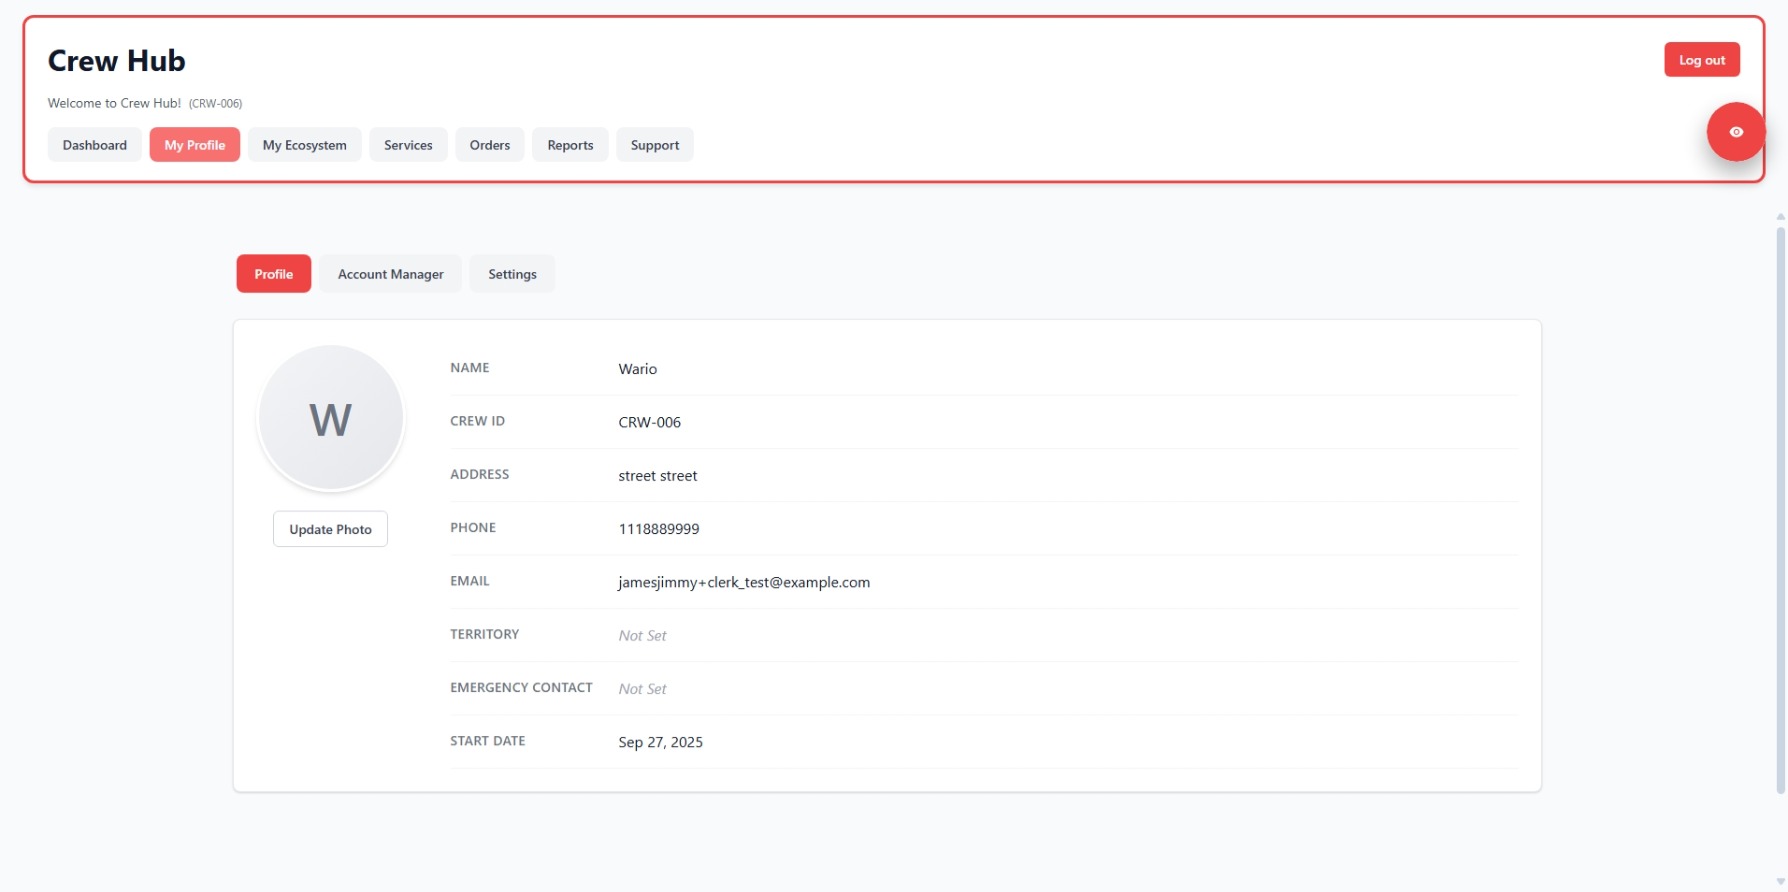 Crew Hub
Log out
Welcome to Crew Hub! (CRW-006)
Dashboard My Profile My Ecosystem Services Orders Reports Support
Profile Account Manager Settings
W
Update Photo
NAME Wario
CREW ID CRW-006
ADDRESS street street
PHONE 1118889999
EMAIL jamesjimmy+clerk_test@example.com
TERRITORY Not Set
EMERGENCY CONTACT Not Set
START DATE Sep 27, 2025